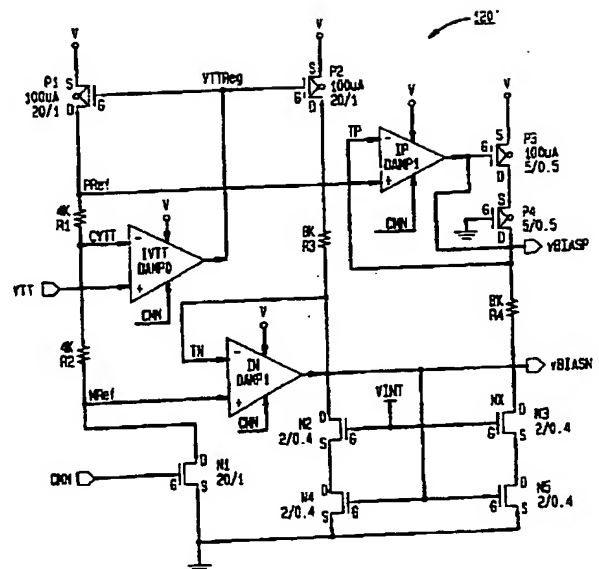 120
V
V
V
V
P1
100uA
20/1
S
D
G
VTTReg
P2
100uA
20/1
S
G
D
TP
IP
DAMP1
-
+
CMN
G
S
D
P3
100uA
5/0.5
PRef
4K
R1
CVTT
V
8K
R3
G
S
D
P4
5/0.5
VBIASP
VTT
-
+
IVTT
DAMP0
CMN
V
8K
R4
4K
R2
TN
-
+
IN
DAMP1
VBIASN
NRef
CMN
VINT
D
G
S
N2
2/0.4
NX
D
G
S
N3
2/0.4
CMN
D
G
S
N1
20/1
D
G
S
N4
2/0.4
D
G
S
N5
2/0.4